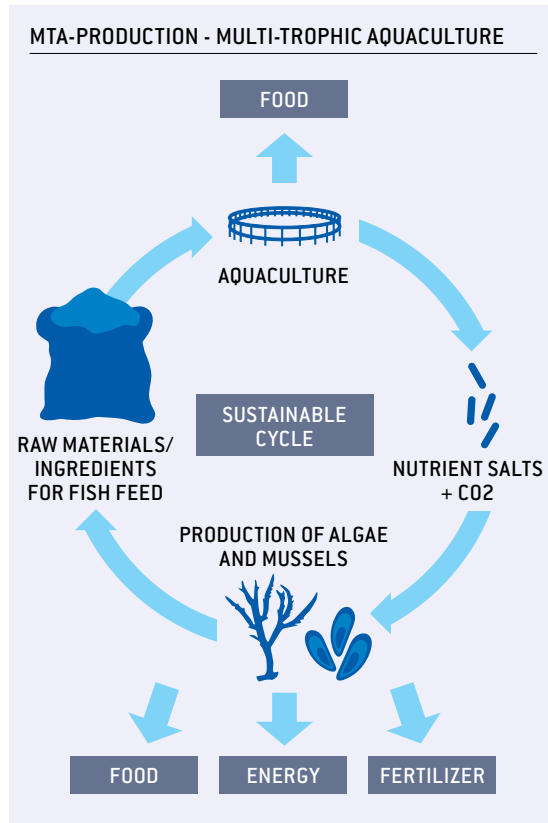 MTA-PRODUCTION - MULTI-TROPHIC AQUACULTURE
FOOD
AQUACULTURE
SUSTAINABLE
CYCLE
RAW MATERIALS/
INGREDIENTS
FOR FISH FEED
NUTRIENT SALTS
+ CO2
PRODUCTION OF ALGAE
AND MUSSELS
FOOD
ENERGY
FERTILIZER